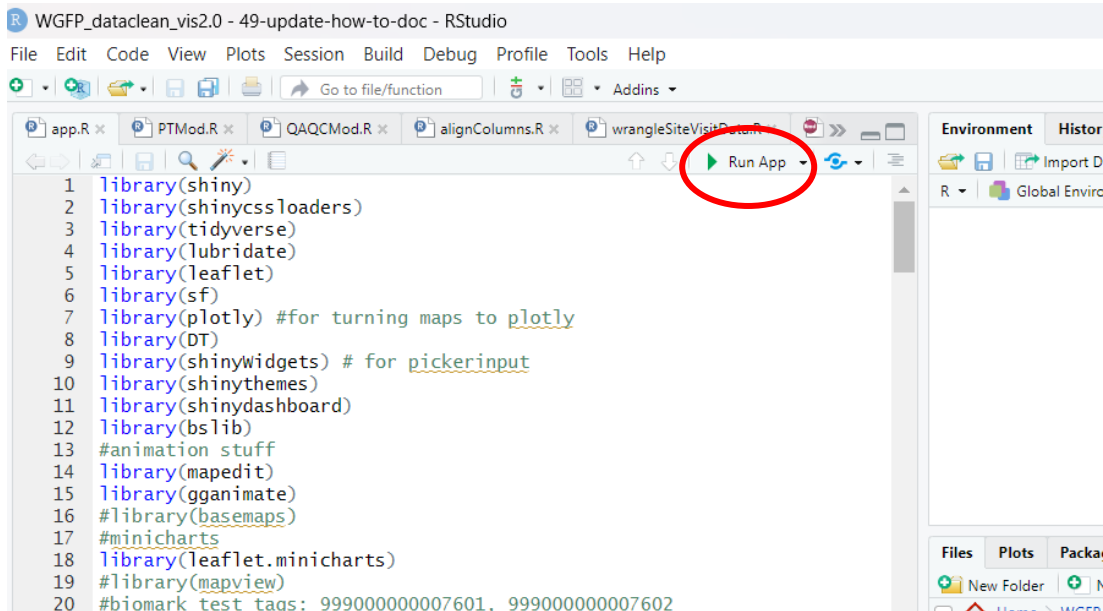 WGFP_dataclean_vis2.0 - 49-update-how-to-doc - RStudio
File Edit Code View Plots Session Build Debug Profile Tools Help
Go to file/function Addins
app.R PTMod.R QAQCMod.R alignColumns.R wrangleSiteVisitData.R
Run App
1 library(shiny)
2 library(shinycssloaders)
3 library(tidyverse)
4 library(lubridate)
5 library(leaflet)
6 library(sf)
7 library(plotly) #for turning maps to plotly
8 library(DT)
9 library(shinyWidgets) # for pickerinput
10 library(shinythemes)
11 library(shinydashboard)
12 library(bslib)
13 #animation stuff
14 library(mapedit)
15 library(gganimate)
16 #library(basemaps)
17 #minicharts
18 library(leaflet.minicharts)
19 #library(mapview)
20 #biomark test tags: 999000000007601, 999000000007602
Environment Histor
Import D
R Global Enviro
Files Plots Packa
New Folder N
Home WGFP